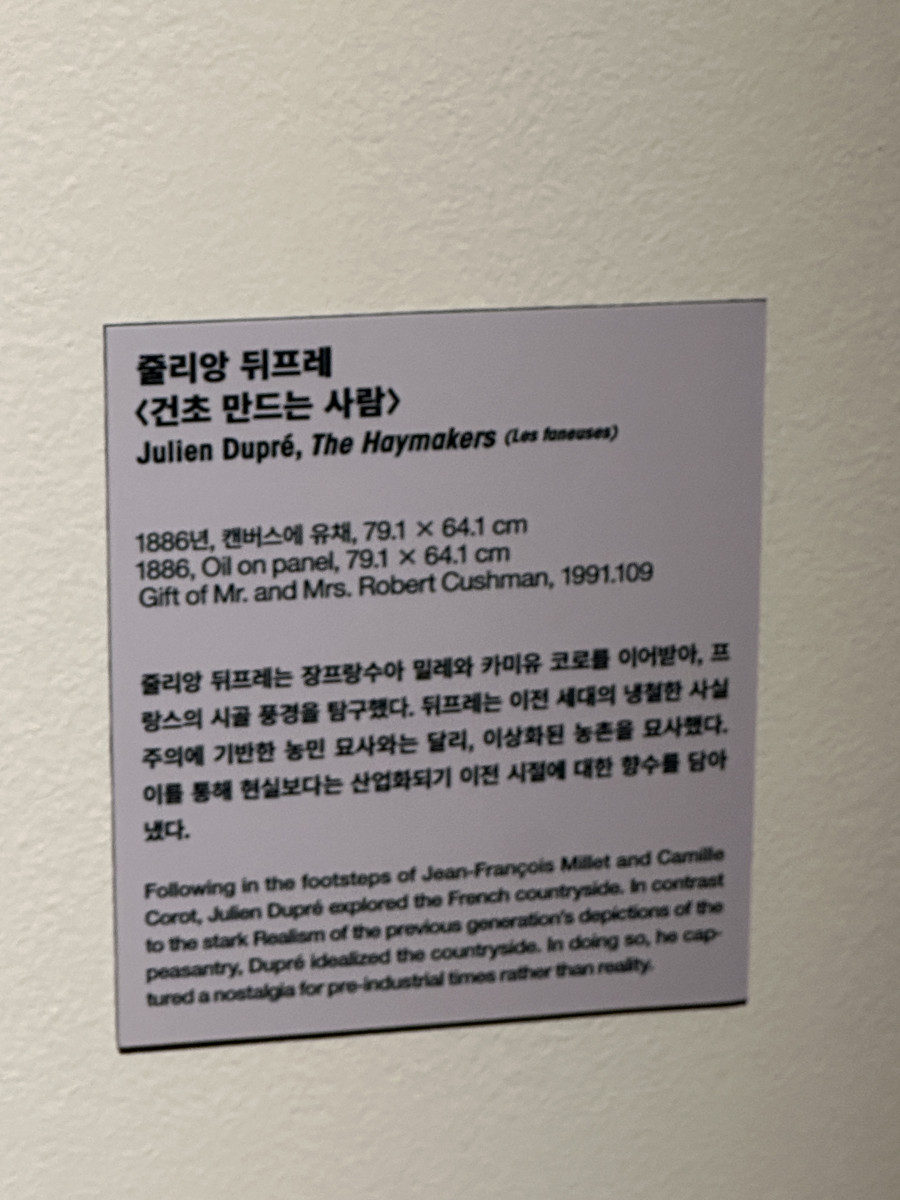 줄리앙 뒤프레
〈건초 만드는 사람〉
Julien Dupré, The Haymakers (Les faneuses)
1886년, 캔버스에 유채, 79.1 × 64.1 cm
1886, Oil on panel, 79.1 × 64.1 cm
Gift of Mr. and Mrs. Robert Cushman, 1991.109
줄리앙 뒤프레는 장프랑수아 밀레와 카미유 코로를 이어받아, 프
랑스의 시골 풍경을 탐구했다. 뒤프레는 이전 세대의 냉철한 사실
주의에 기반한 농민 묘사와는 달리, 이상화된 농촌을 묘사했다.
이를 통해 현실보다는 산업화되기 이전 시절에 대한 향수를 담아
냈다.
Following in the footsteps of Jean-François Millet and Camille
Corot, Julien Dupré explored the French countryside. In contrast
to the stark Realism of the previous generation's depictions of the
peasantry, Dupré idealized the countryside. In doing so, he cap-
tured a nostalgia for pre-industrial times rather than reality.